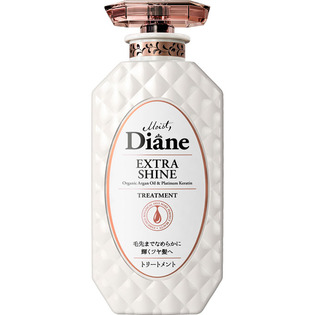 Moist,
Diâne
EXTRA
SHINE
Organic Argan Oil & Platinum Keratin
TREATMENT
毛先までなめらかに
輝くツヤ髪へ
トリートメント